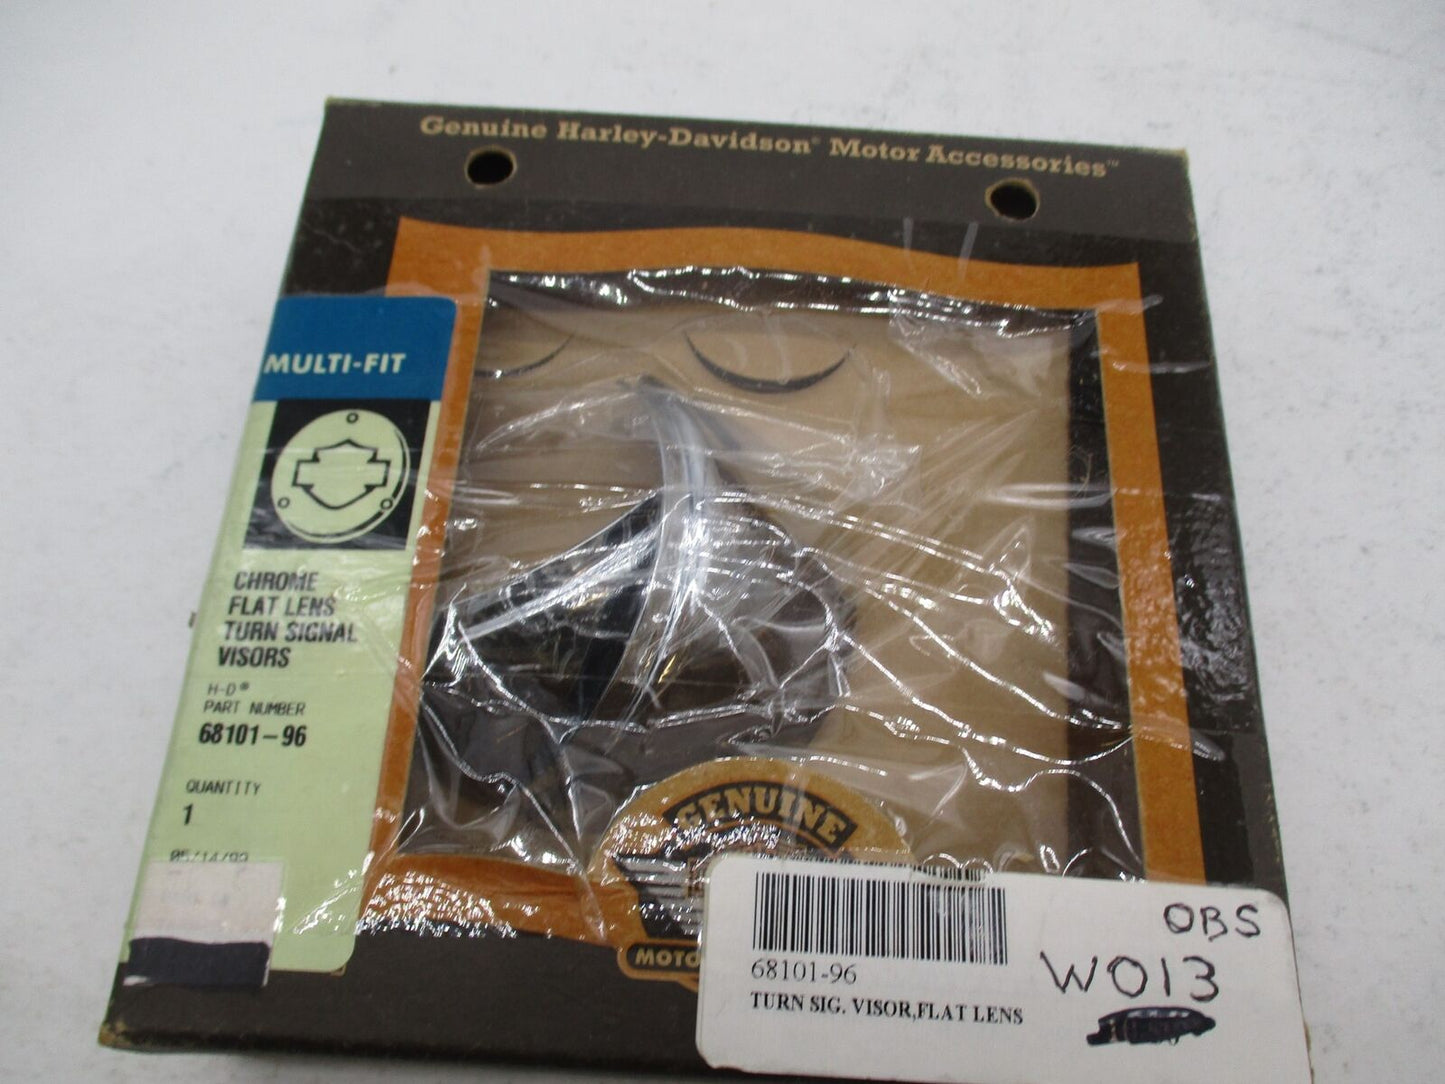 Genuine Harley-Davidson® Motor Accessories™
MULTI-FIT
CHROME
FLAT LENS
TURN SIGNAL
VISORS
H-D®
PART NUMBER
68101-96
QUANTITY
1
GENUINE
68101-96
TURN SIG. VISOR,FLAT LENS
OBS
W013